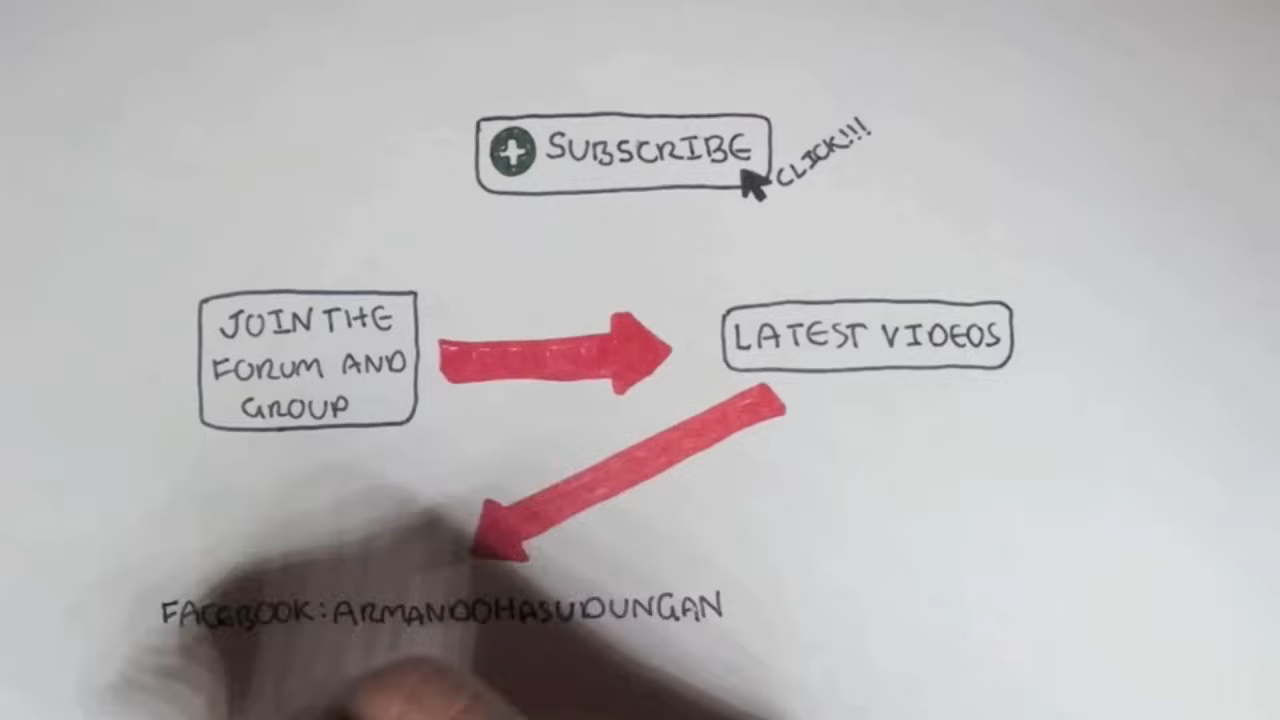 SUBSCRIBE
CLICK!!!
JOIN THE
FORUM AND
GROUP
LATEST VIDEOS
FACEBOOK: ARMANDOHASUDUNGAN